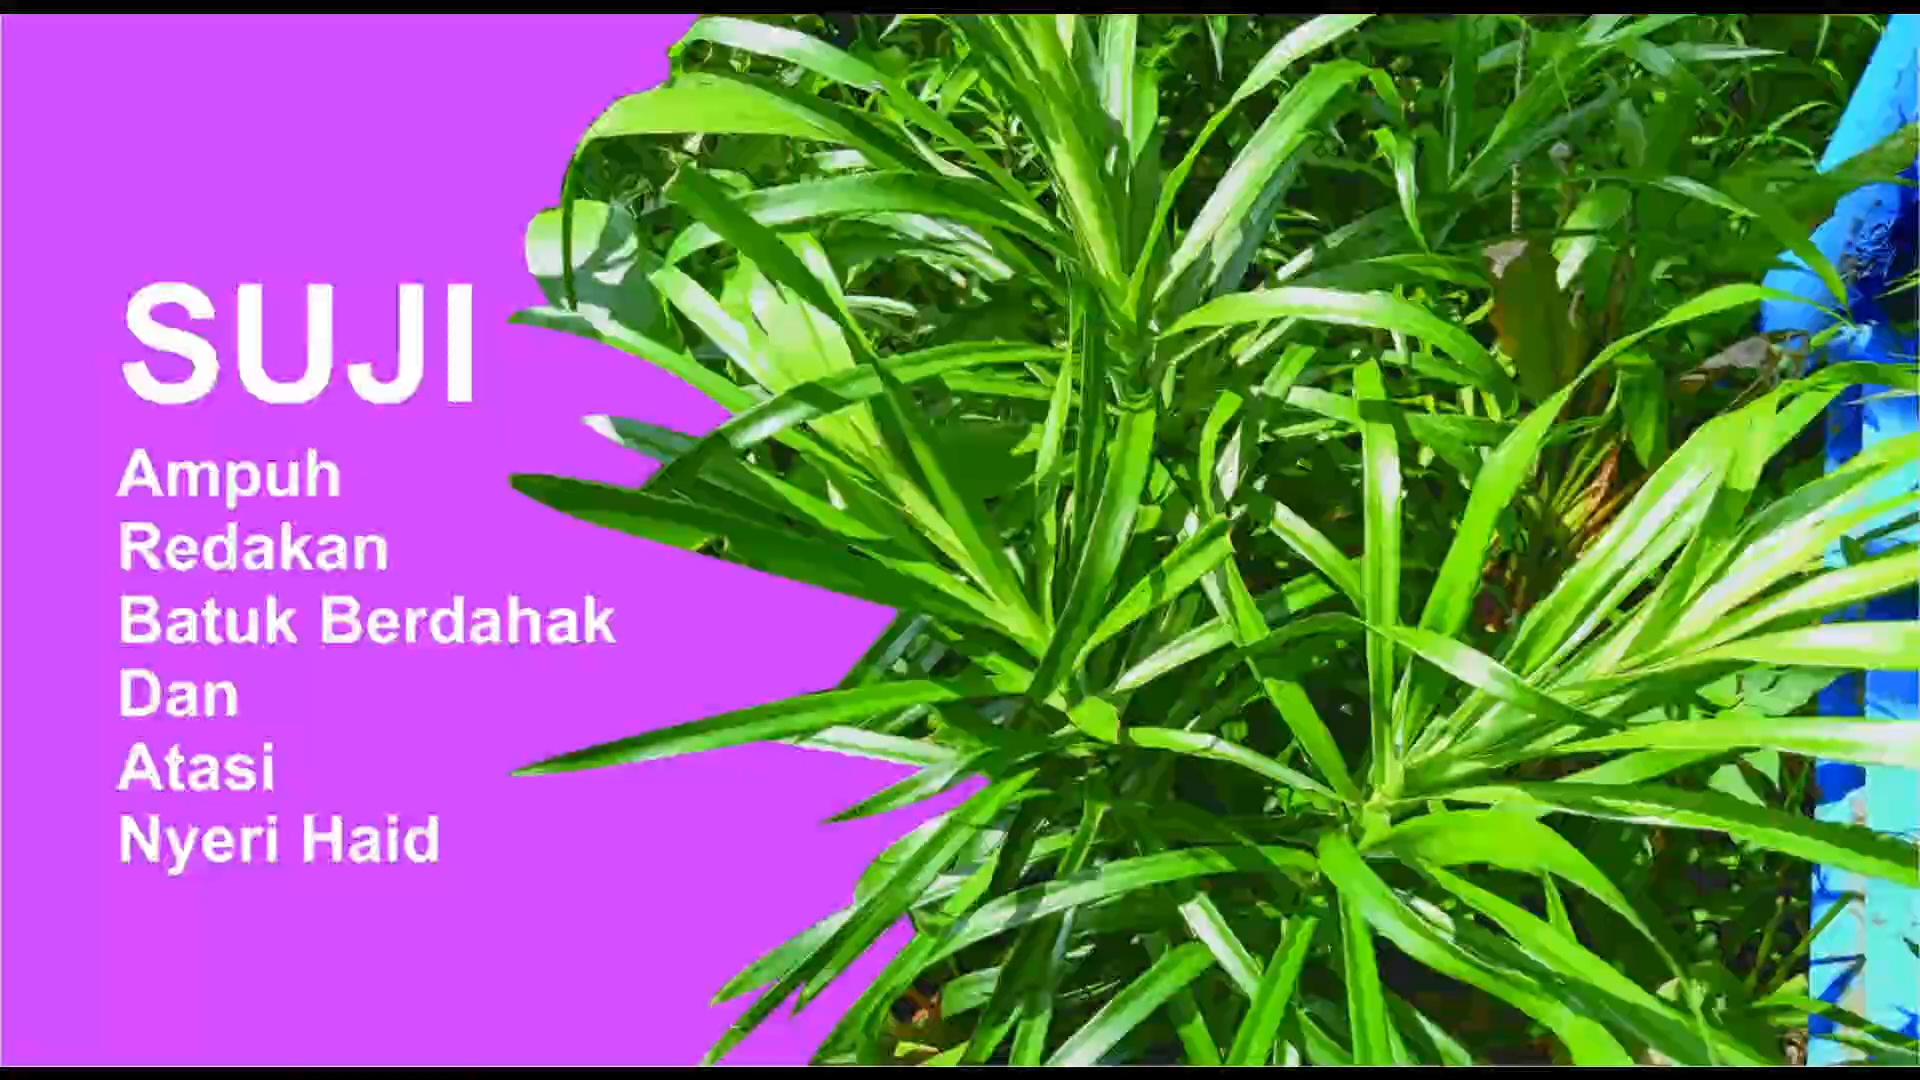 SUJI
Ampuh
Redakan
Batuk Berdahak
Dan
Atasi
Nyeri Haid